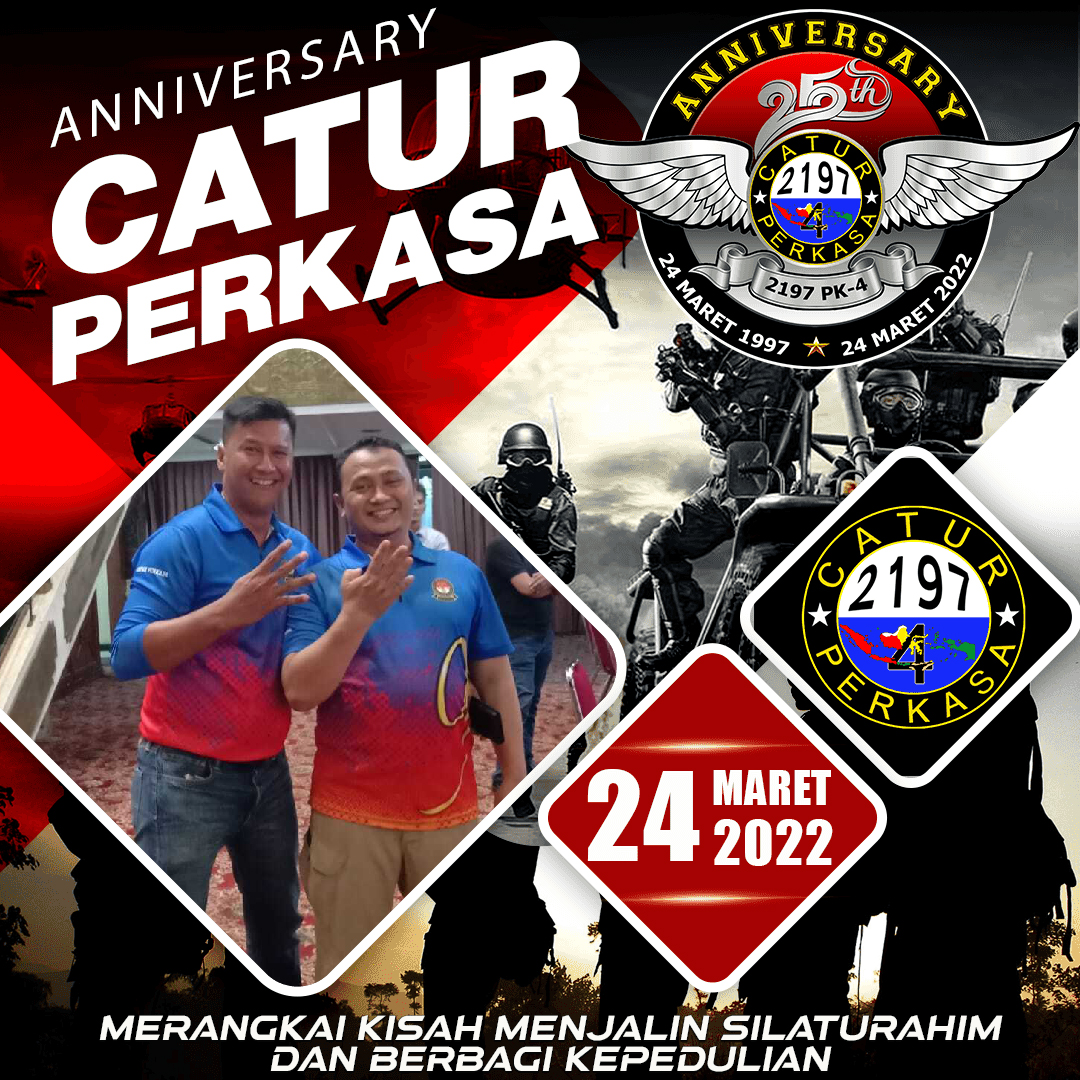 ANNIVERSARY
CATUR
PERKASA
ANNIVERSARY
25th
CATUR
2197
4
PERKASA
2197 PK-4
24 MARET 1997 24 MARET 2022
CATUR
2197
4
PERKASA
24 MARET
2022
MERANGKAI KISAH MENJALIN SILATURAHIM
DAN BERBAGI KEPEDULIAN